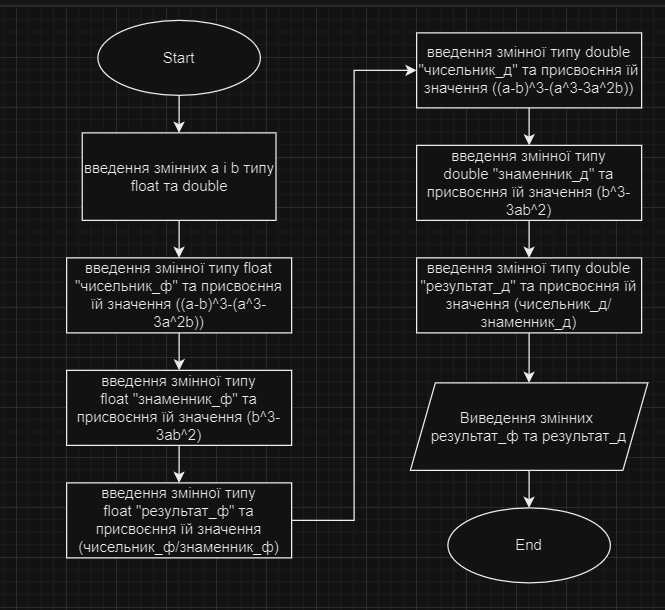 Start
введення змінних a і b типу
float та double
введення змінної типу float
"чисельник_ф" та присвоєння
їй значення ((a-b)^3-(a^3-
3a^2b))
введення змінної типу
float "знаменник_ф" та
присвоєння їй значення (b^3-
3ab^2)
введення змінної типу
float "результат_ф" та
присвоєння їй значення
(чисельник_ф/знаменник_ф)
введення змінної типу double
"чисельник_д" та присвоєння їй
значення ((a-b)^3-(a^3-3a^2b))
введення змінної типу
double "знаменник_д" та
присвоєння їй значення (b^3-
3ab^2)
введення змінної типу double
"результат_д" та присвоєння їй
значення (чисельник_д/
знаменник_д)
Виведення змінних
результат_ф та результат_д
End